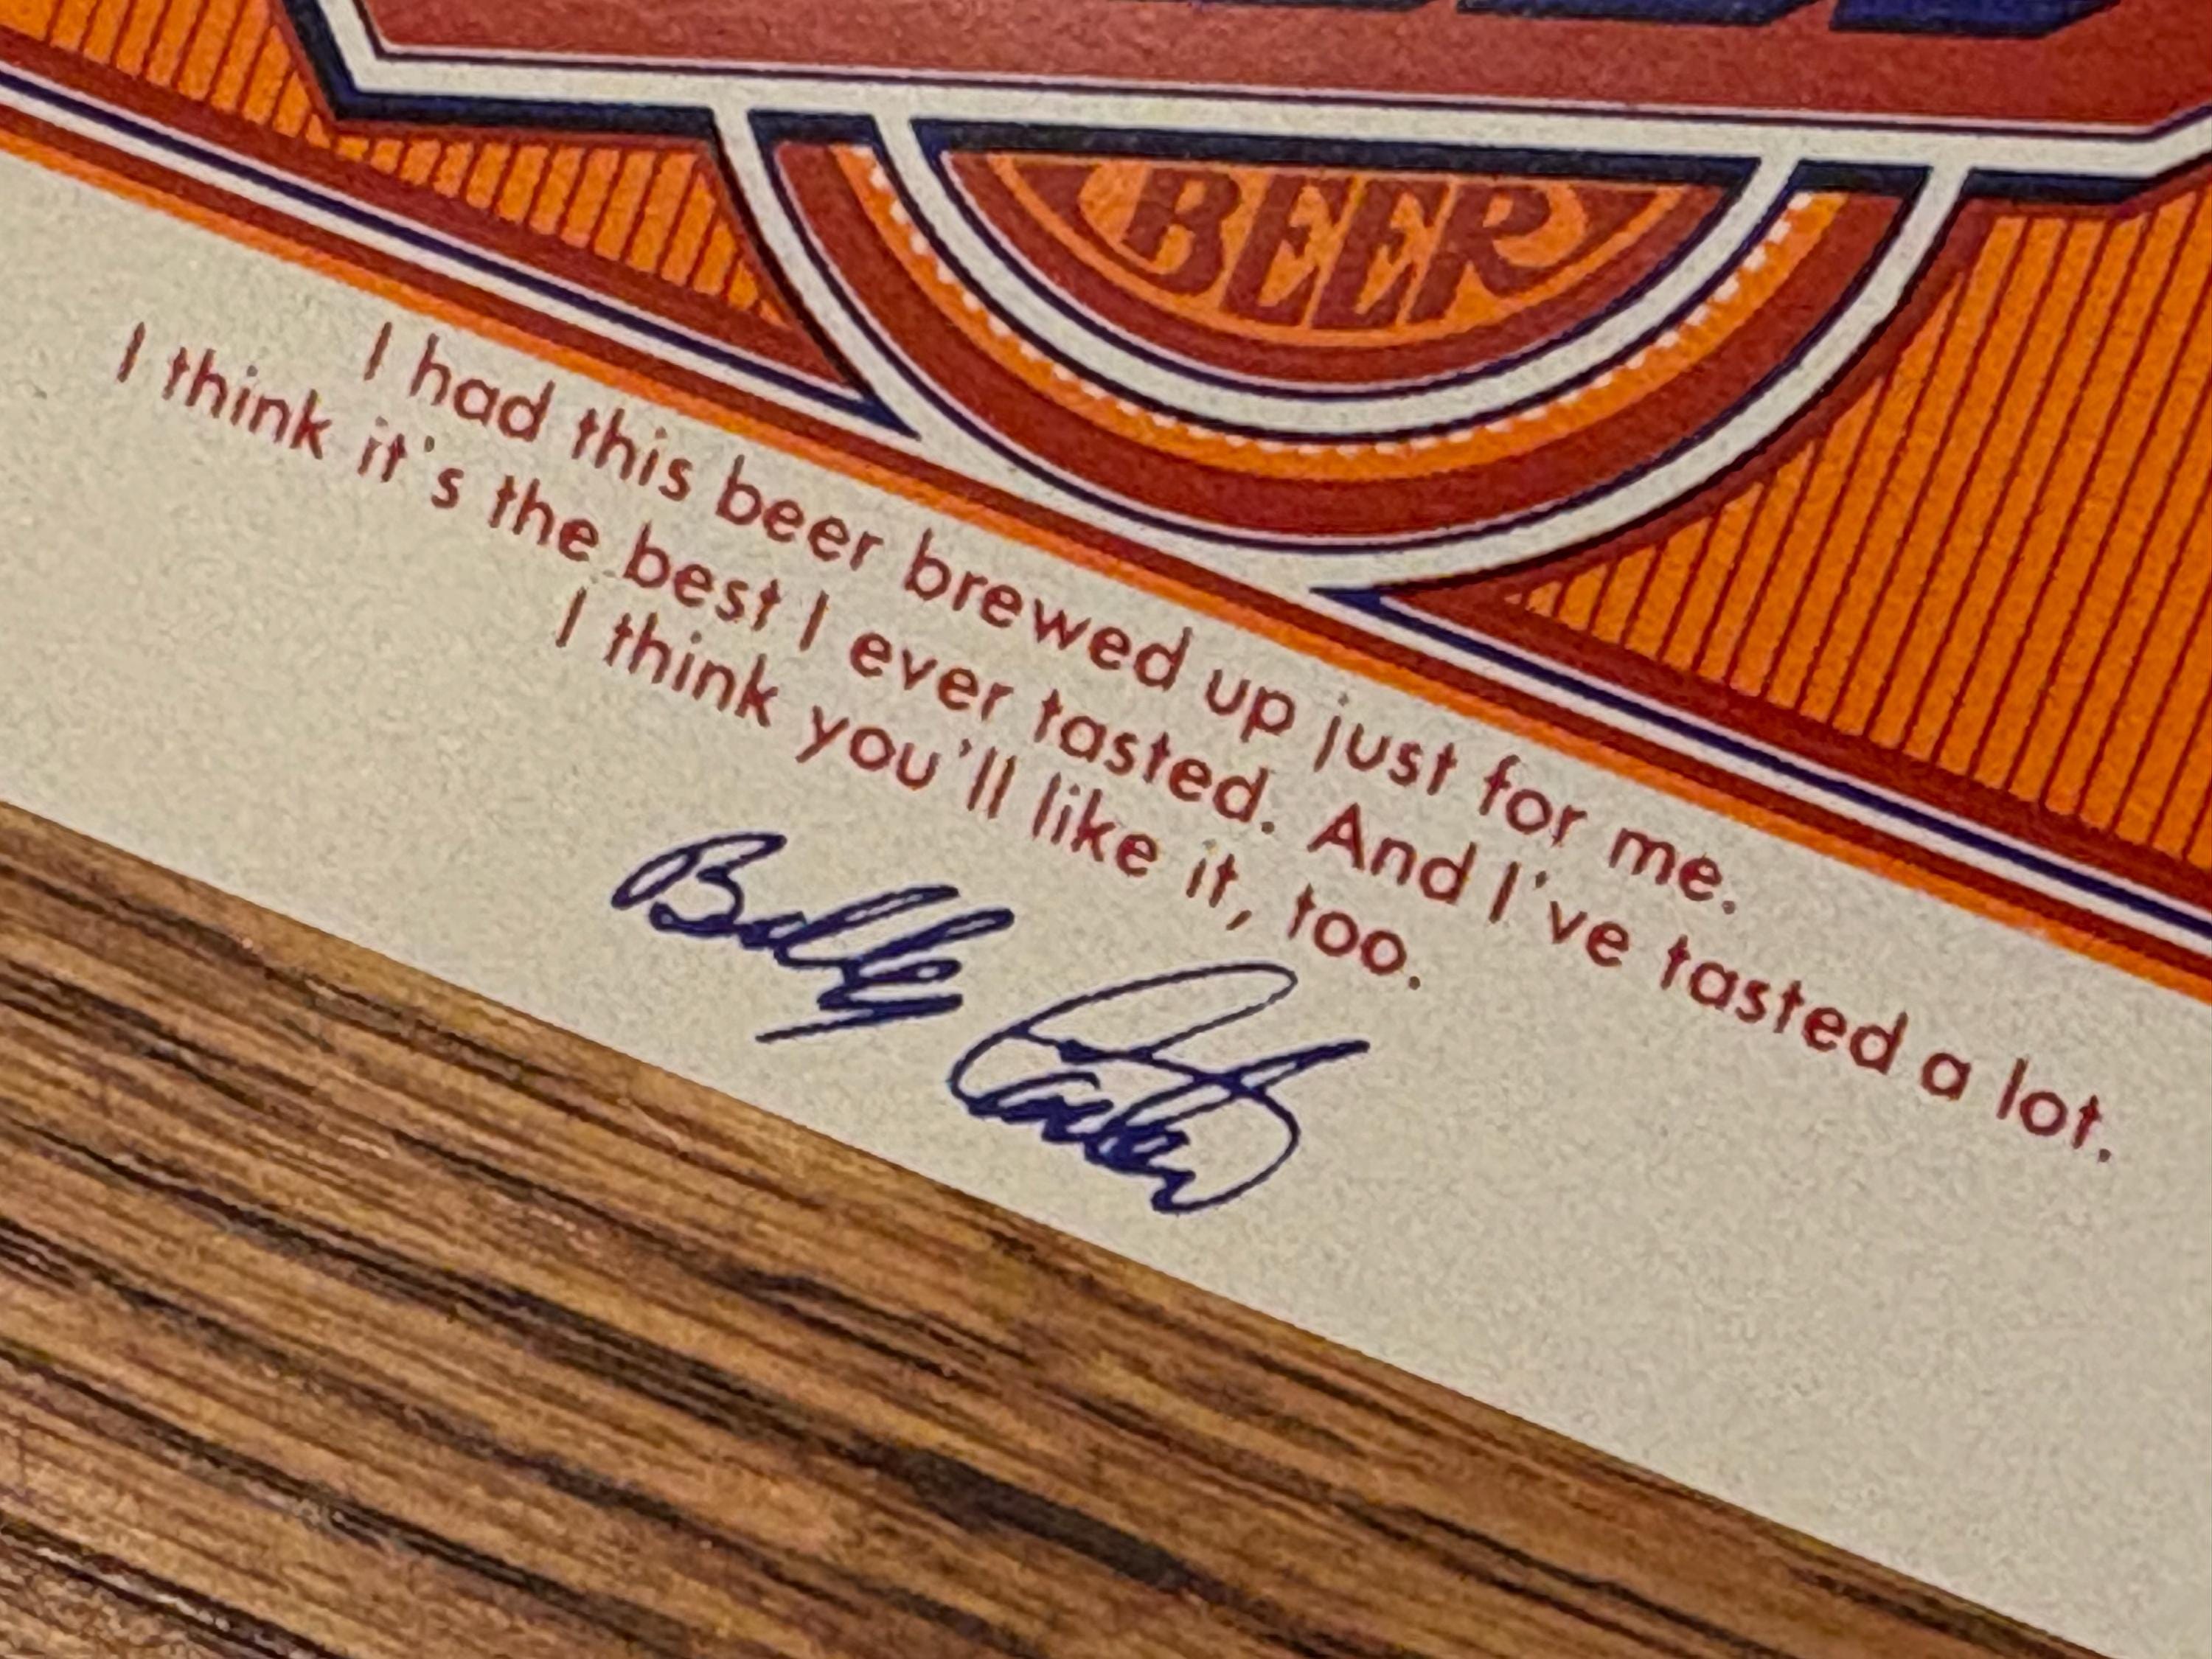 BEER
I had this beer brewed up just for me.
I think it's the best I ever tasted. And I've tasted a lot.
I think you'll like it, too.
Billy Carter